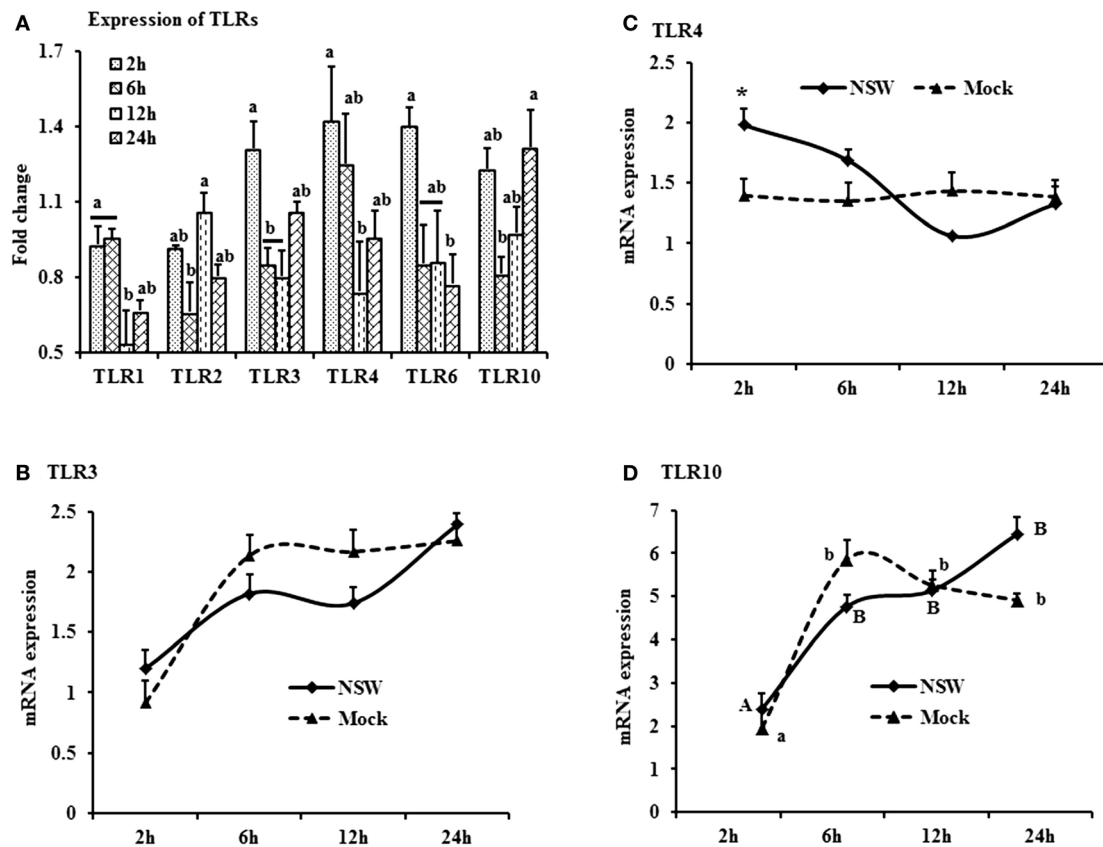 A
Expression of TLRs
Fold change
1.7
1.4
1.1
0.8
0.5
2h
6h
12h
24h
a
b
ab
ab
b
a
ab
a
b
ab
a
ab
b
ab
a
ab
b
ab
b
ab
a
TLR1
TLR2
TLR3
TLR4
TLR6
TLR10
C
TLR4
mRNA expression
2.5
2
1.5
1
0.5
0
NSW
Mock
*
2h
6h
12h
24h
B
TLR3
mRNA expression
2.5
2
1.5
1
0.5
0
NSW
Mock
2h
6h
12h
24h
D
TLR10
mRNA expression
7
6
5
4
3
2
1
0
A
a
b
B
b
B
B
b
NSW
Mock
2h
6h
12h
24h